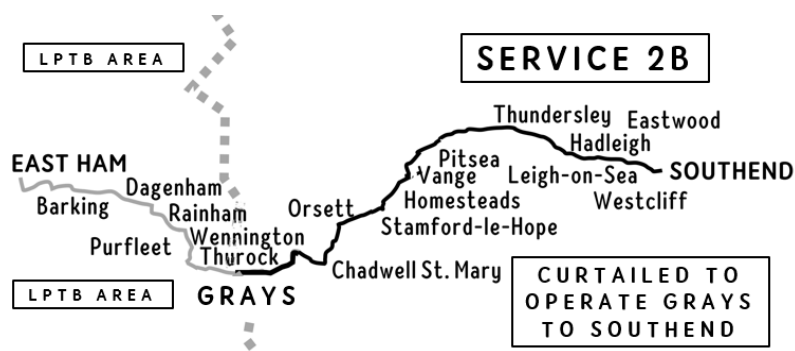 LPTB AREA
SERVICE 2B
Thundersley
Eastwood
Hadleigh
EAST HAM
Pitsea
Vange
Leigh-on-Sea
SOUTHEND
Dagenham
Barking
Rainham
Orsett
Homesteads
Westcliff
Wennington
Stamford-le-Hope
Purfleet
Thurock
Chadwell St. Mary
LPTB AREA
GRAYS
CURTAILED TO
OPERATE GRAYS
TO SOUTHEND